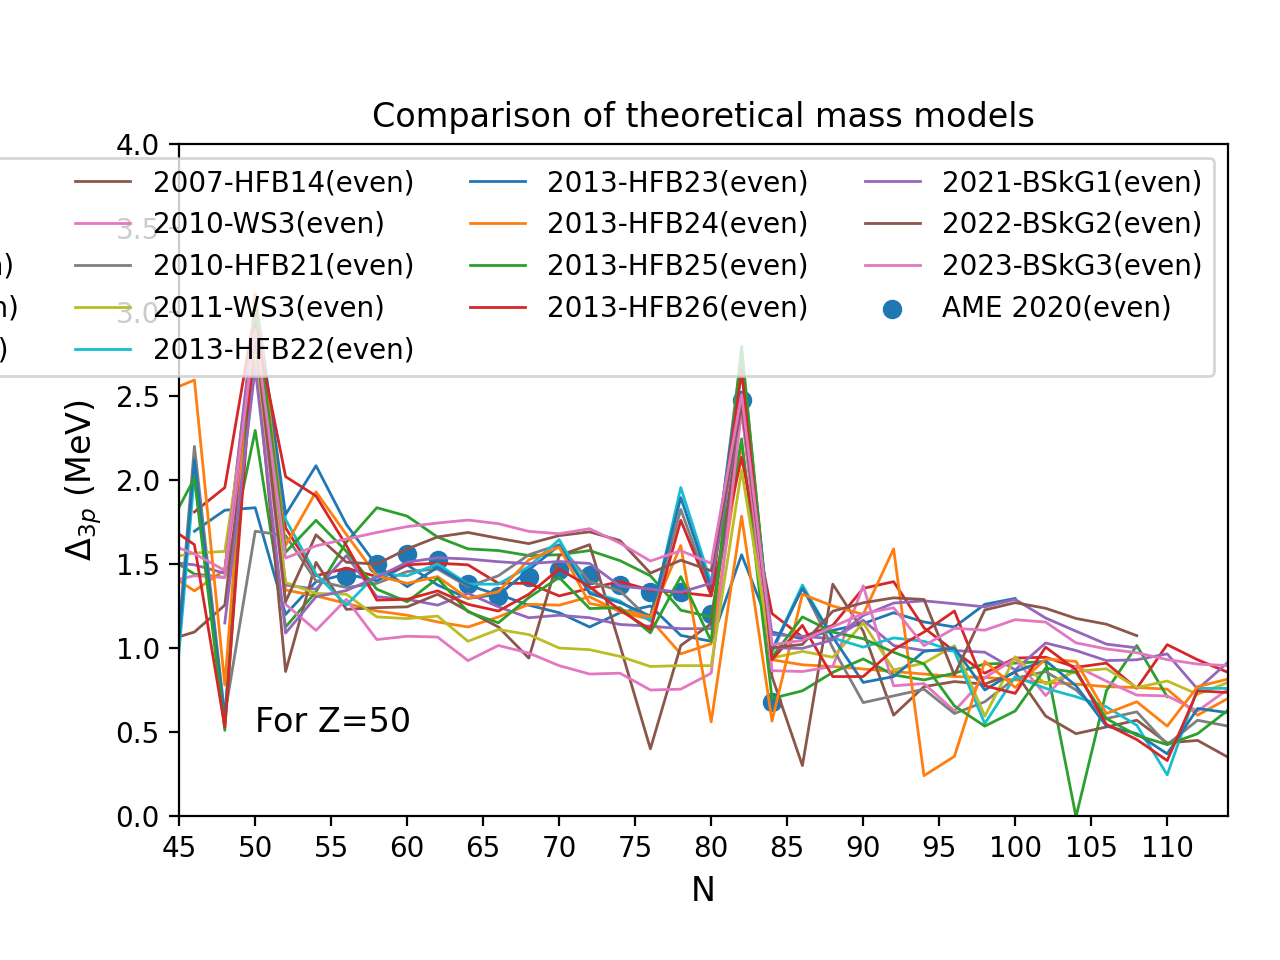 Comparison of theoretical mass models
2007-HFB14(even)
2010-WS3(even)
2010-HFB21(even)
2011-WS3(even)
2013-HFB22(even)
2013-HFB23(even)
2013-HFB24(even)
2013-HFB25(even)
2013-HFB26(even)
2021-BSkG1(even)
2022-BSkG2(even)
2023-BSkG3(even)
AME 2020(even)
n)
n)
)
4.0
3.5
3.0
2.5
2.0
1.5
1.0
0.5
0.0
Δ3p (MeV)
For Z=50
45 50 55 60 65 70 75 80 85 90 95 100 105 110
N